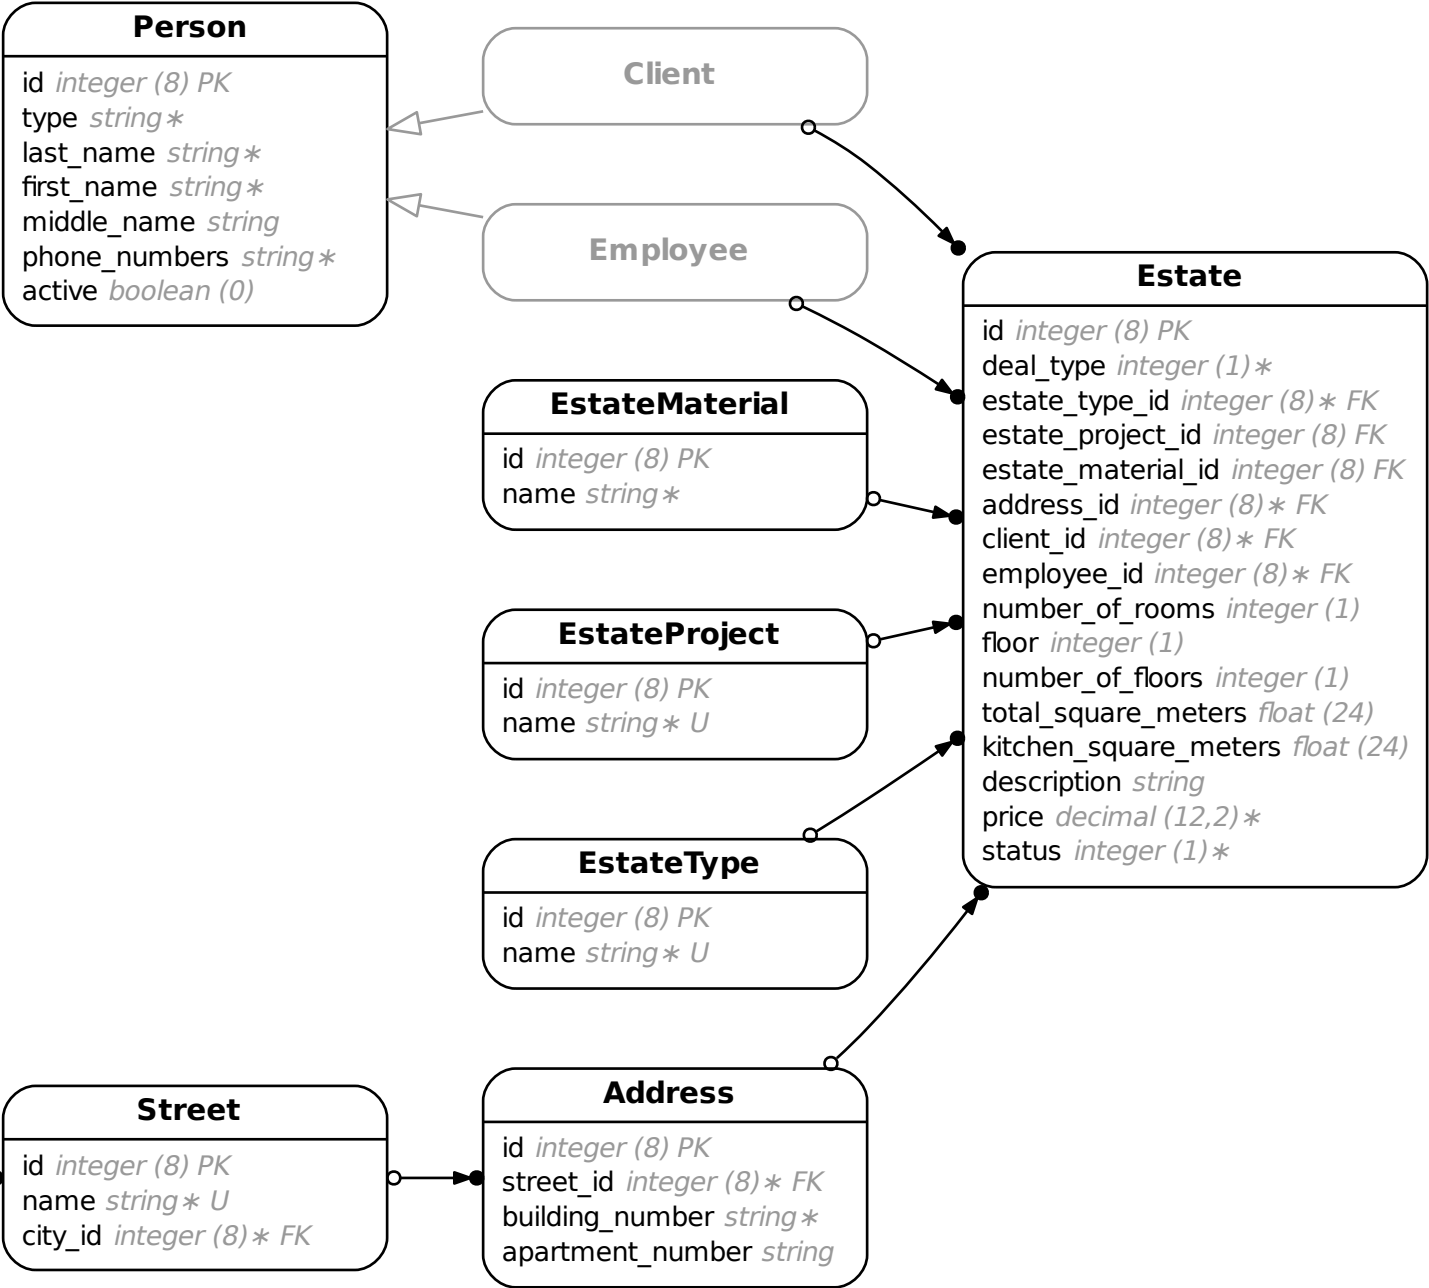 Person
id integer (8) PK
type string∗
last_name string∗
first_name string∗
middle_name string
phone_numbers string∗
active boolean (0)
Client
Employee
EstateMaterial
id integer (8) PK
name string∗
EstateProject
id integer (8) PK
name string∗ U
EstateType
id integer (8) PK
name string∗ U
Estate
id integer (8) PK
deal_type integer (1)∗
estate_type_id integer (8)∗ FK
estate_project_id integer (8) FK
estate_material_id integer (8) FK
address_id integer (8)∗ FK
client_id integer (8)∗ FK
employee_id integer (8)∗ FK
number_of_rooms integer (1)
floor integer (1)
number_of_floors integer (1)
total_square_meters float (24)
kitchen_square_meters float (24)
description string
price decimal (12,2)∗
status integer (1)∗
Street
id integer (8) PK
name string∗ U
city_id integer (8)∗ FK
Address
id integer (8) PK
street_id integer (8)∗ FK
building_number string∗
apartment_number string